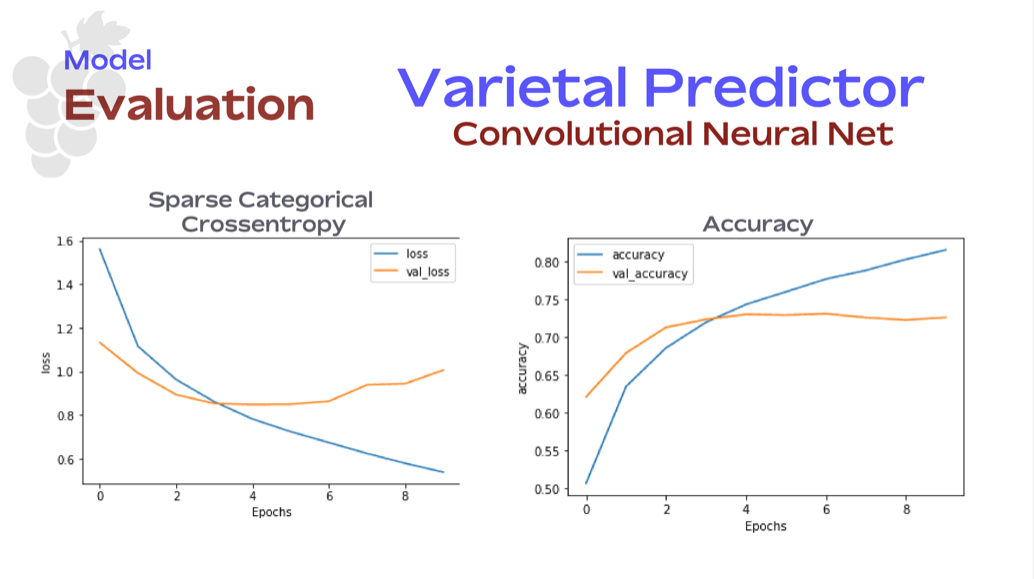 Model
Evaluation
Varietal Predictor
Convolutional Neural Net
Sparse Categorical
Crossentropy
1.6
1.4
1.2
1.0
0.8
0.6
loss
loss
val_loss
0 2 4 6 8
Epochs
Accuracy
0.80
0.75
0.70
0.65
0.60
0.55
0.50
accuracy
accuracy
val_accuracy
0 2 4 6 8
Epochs